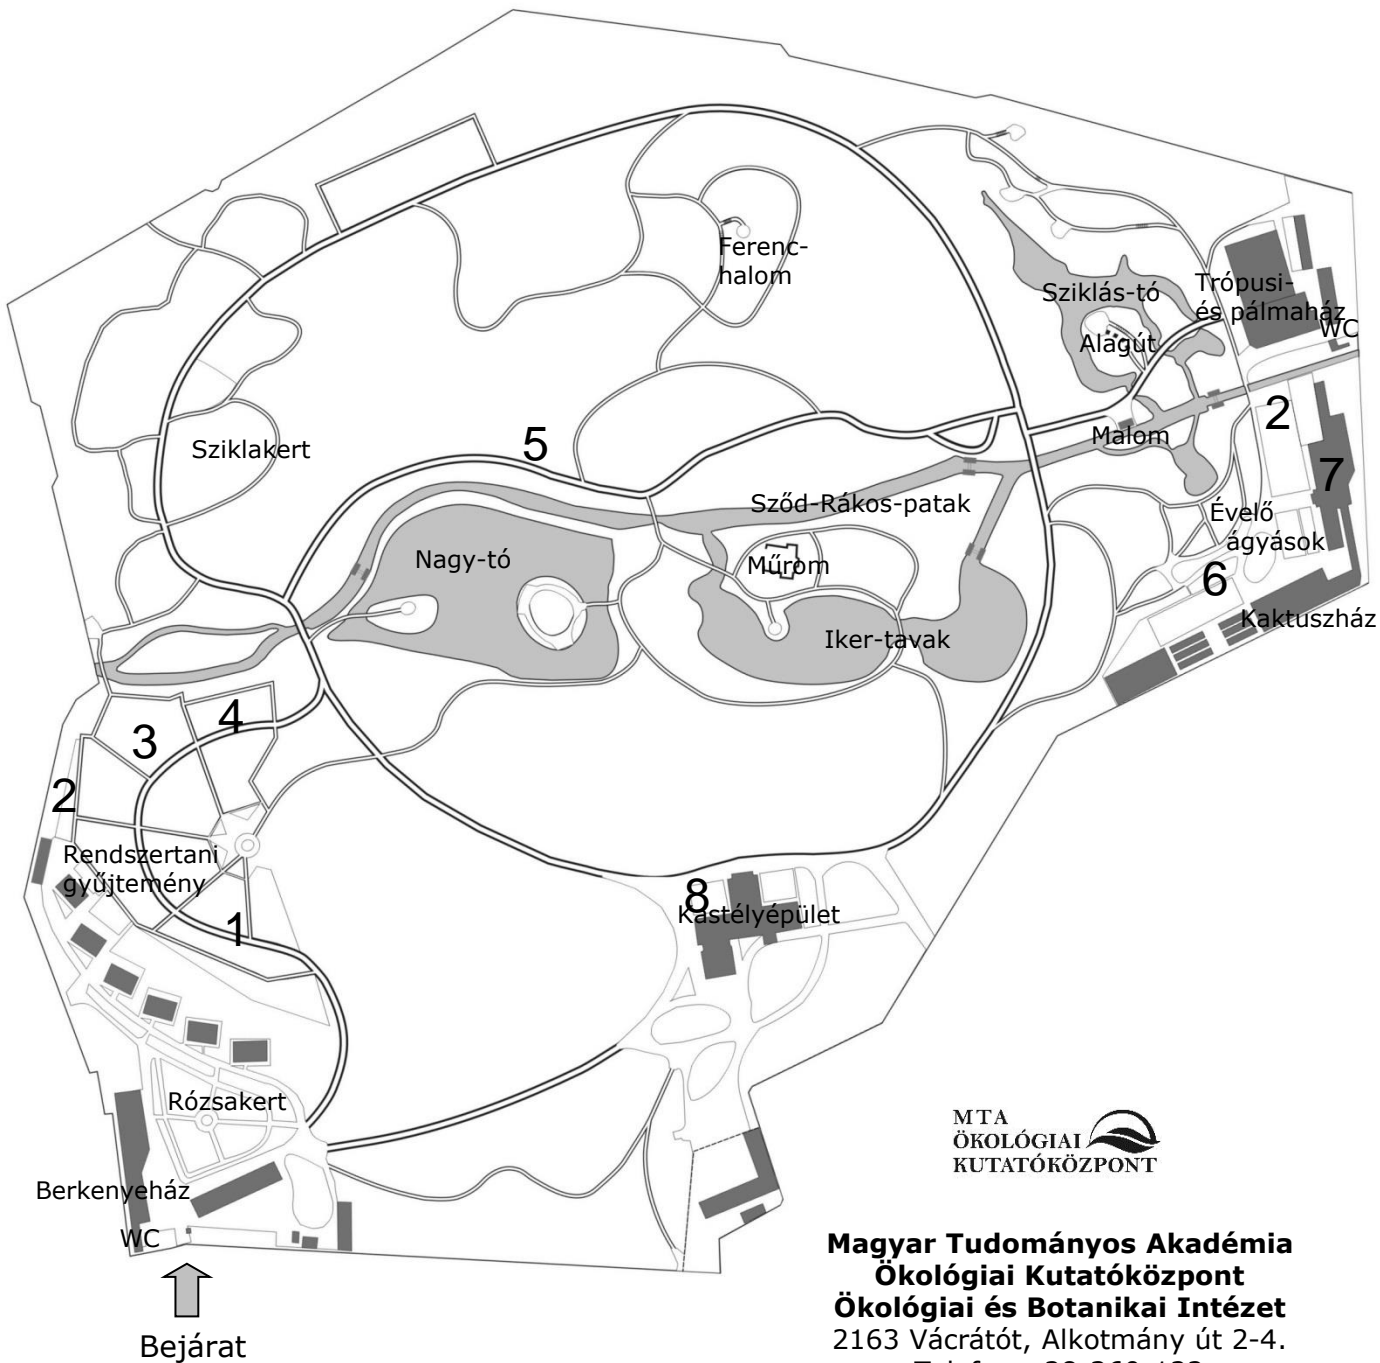 Ferenc-
halom
Sziklás-tó
Trópusi-
és pálmaház
WC
Alagút
2
Malom
5
Sziklakert
7
Sződ-Rákos-patak
Évelő
ágyások
Nagy-tó
Műrom
6
Kaktuszház
Iker-tavak
4
3
2
Rendszertani
gyűjtemény
8
Kastélyépület
1
Rózsakert
MTA
ÖKOLÓGIAI
KUTATÓKÖZPONT
Berkenyeház
WC
Magyar Tudományos Akadémia
Ökológiai Kutatóközpont
Ökológiai és Botanikai Intézet
2163 Vácrátót, Alkotmány út 2-4.
Bejárat